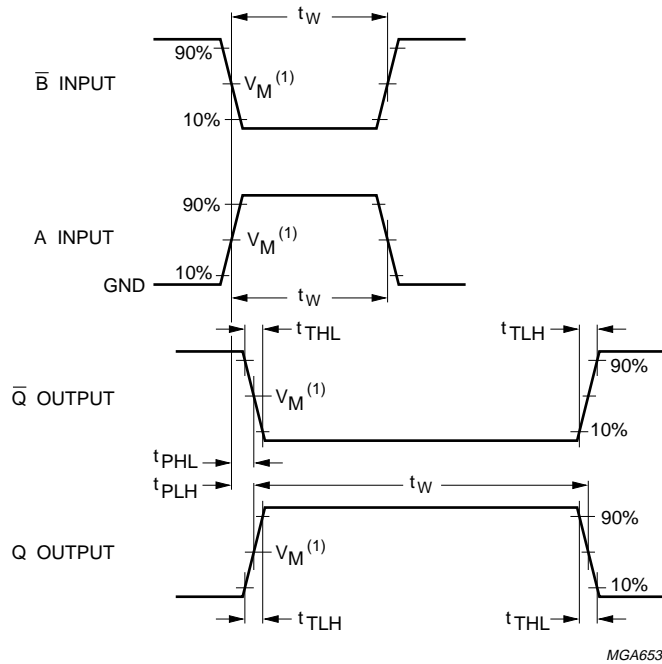 t_W
90%
B̅ INPUT
V_M^(1)
10%
90%
A INPUT
V_M^(1)
10%
GND
t_W
t_THL
t_TLH
90%
Q̅ OUTPUT
V_M^(1)
10%
t_PHL
t_PLH
t_W
90%
Q OUTPUT
V_M^(1)
10%
t_TLH
t_THL
MGA653